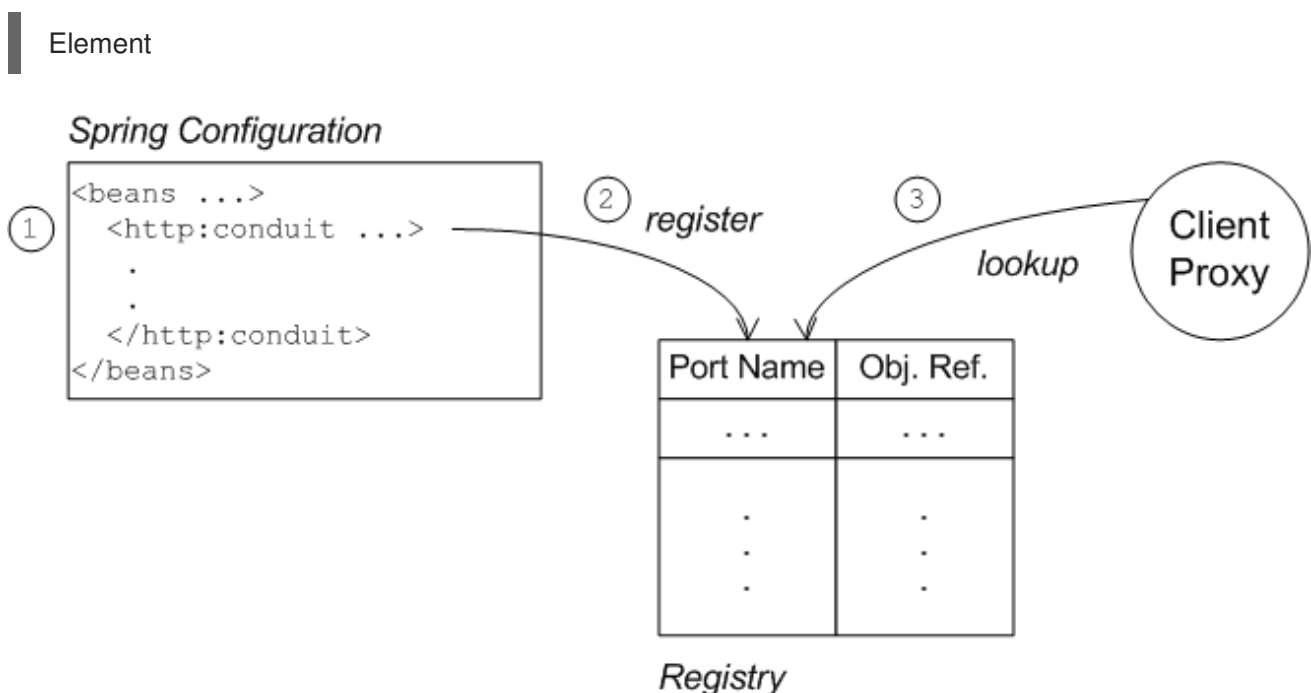 Element
Spring Configuration
1
<beans ...>
<http:conduit ...>
.
.
</http:conduit>
</beans>
2
register
3
lookup
Client
Proxy
Port Name Obj. Ref.
... ...
. .
. .
. .
Registry